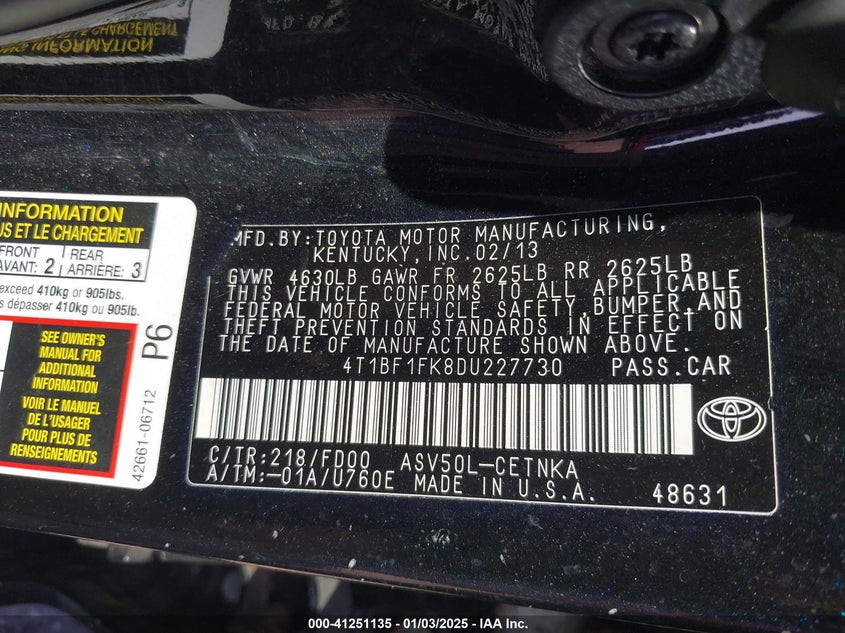 LE CHARGEMENT
ING INFORMATION
INFORMATION
US ET LE CHARGEMENT
FRONT
AVANT: 2
REAR
ARRIÈRE: 3
exceed 410kg or 905lbs.
s dépasser 410kg ou 905lb.
SEE OWNER'S
MANUAL FOR
ADDITIONAL
INFORMATION
VOIR LE MANUEL
DE L'USAGER
POUR PLUS DE
RENSEIGNEMENTS
P6
42661-06712
MFD.BY:TOYOTA MOTOR MANUFACTURING,
KENTUCKY,INC.02/13
GVWR 4630LB GAWR FR 2625LB RR 2625LB
THIS VEHICLE CONFORMS TO ALL APPLICABLE
FEDERAL MOTOR VEHICLE SAFETY,BUMPER,AND
THEFT PREVENTION STANDARDS IN EFFECT ON
THE DATE OF MANUFACTURE SHOWN ABOVE.
4T1BF1FK8DU227730 PASS.CAR
C/TR:218/FD00 ASV50L-CETNKA
A/TM:-01A/U760E MADE IN U.S.A. 48631
000-41251135 - 01/03/2025 - IAA Inc.